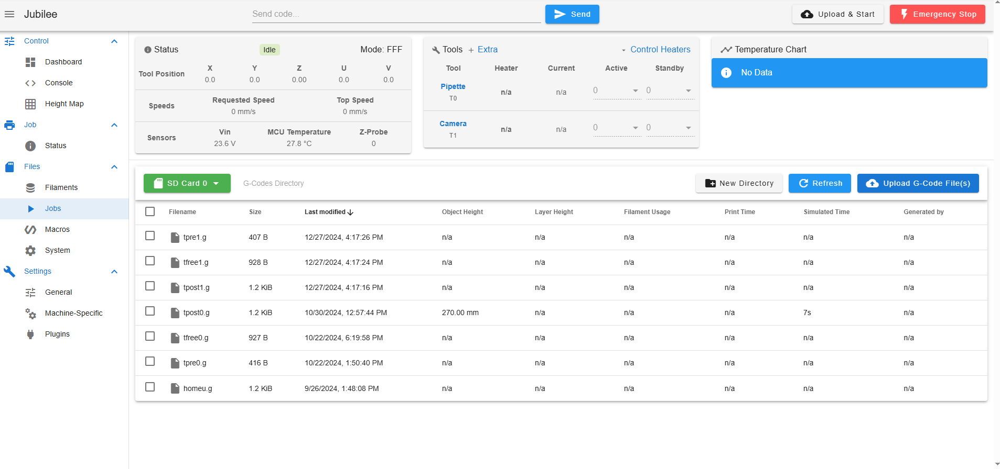 Jubilee
Send code...
Send
Upload & Start
Emergency Stop
Control
Dashboard
Console
Height Map
Job
Status
Files
Filaments
Jobs
Macros
System
Settings
General
Machine-Specific
Plugins
Status Idle Mode: FFF
Tool Position X Y Z U V
0.0 0.0 0.00 0.0 0.0
Speeds Requested Speed Top Speed
0 mm/s 0 mm/s
Sensors Vin MCU Temperature Z-Probe
23.6 V 27.8 °C 0
Tools + Extra Control Heaters
Tool Heater Current Active Standby
Pipette n/a n/a 0 0
T0
Camera n/a n/a 0 0
T1
Temperature Chart
No Data
SD Card 0 G-Codes Directory New Directory Refresh Upload G-Code File(s)
Filename Size Last modified Object Height Layer Height Filament Usage Print Time Simulated Time Generated by
tpre1.g 407 B 12/27/2024, 4:17:26 PM n/a n/a n/a n/a n/a n/a
tfree1.g 928 B 12/27/2024, 4:17:24 PM n/a n/a n/a n/a n/a n/a
tpost1.g 1.2 KiB 12/27/2024, 4:17:16 PM n/a n/a n/a n/a n/a n/a
tpost0.g 1.2 KiB 10/30/2024, 12:57:44 PM 270.00 mm n/a n/a n/a 7s n/a
tfree0.g 927 B 10/22/2024, 6:19:58 PM n/a n/a n/a n/a n/a n/a
tpre0.g 416 B 10/22/2024, 1:50:40 PM n/a n/a n/a n/a n/a n/a
homeu.g 1.2 KiB 9/26/2024, 1:48:08 PM n/a n/a n/a n/a n/a n/a